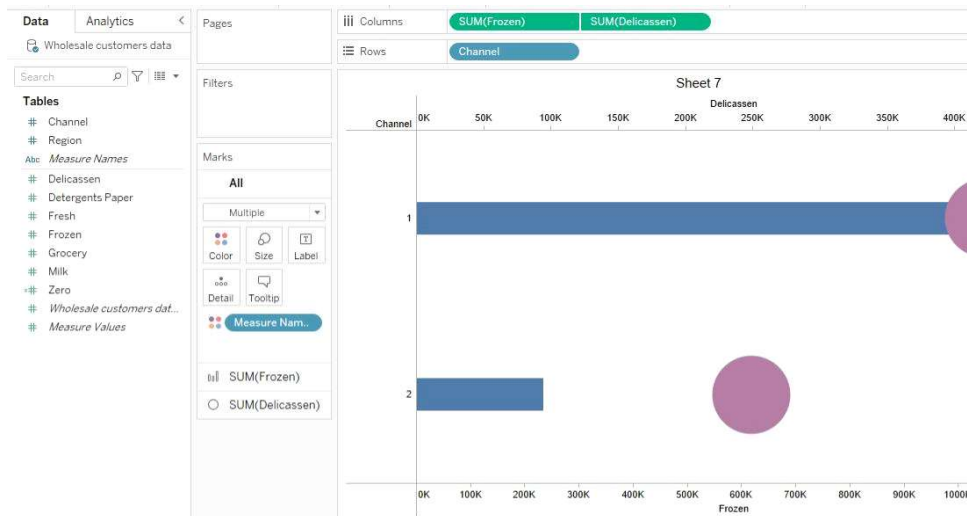 Data
Analytics
Wholesale customers data
Search
Tables
# Channel
# Region
Abc Measure Names
# Delicassen
# Detergents Paper
# Fresh
# Frozen
# Grocery
# Milk
=# Zero
# Wholesale customers dat...
# Measure Values
Pages
Filters
Marks
All
Multiple
Color Size Label
Detail Tooltip
Measure Nam..
SUM(Frozen)
SUM(Delicassen)
Columns SUM(Frozen) SUM(Delicassen)
Rows Channel
Sheet 7
Delicassen
Channel 0K 50K 100K 150K 200K 250K 300K 350K 400K
1
2
0K 100K 200K 300K 400K 500K 600K 700K 800K 900K 1000K
Frozen